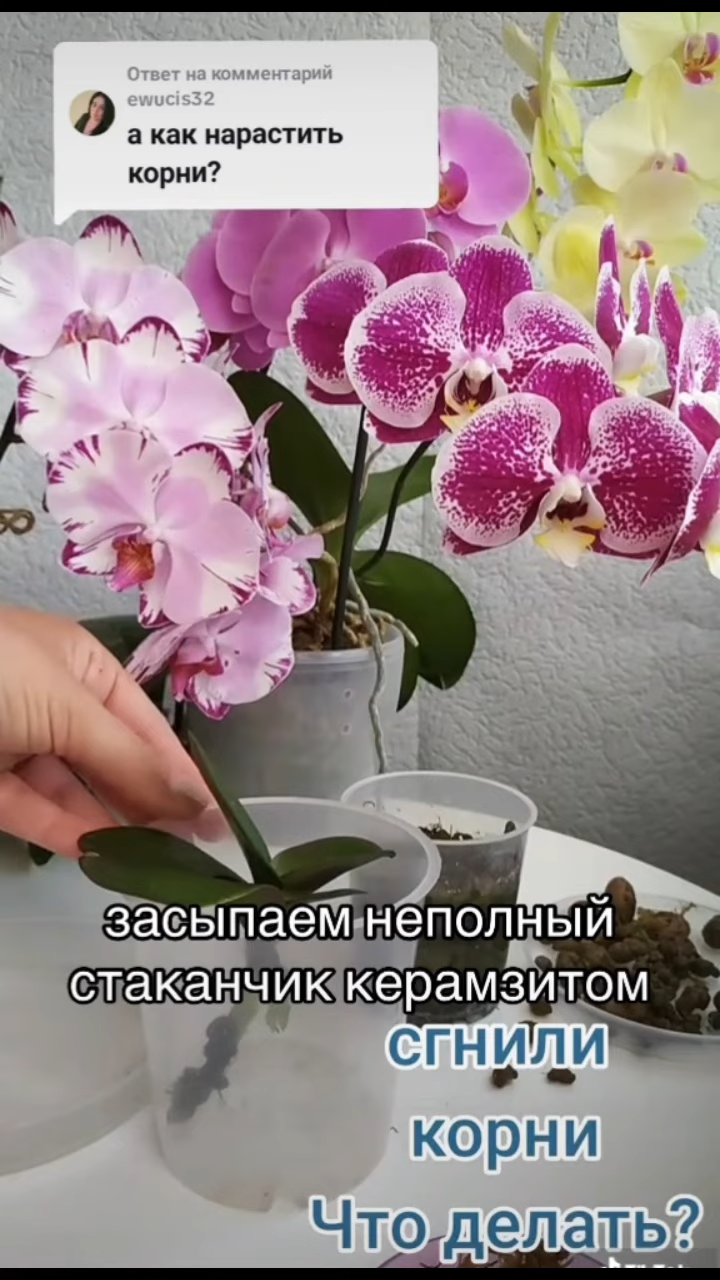 Ответ на комментарий
ewucis32
а как нарастить
корни?
засыпаем неполный
стаканчик керамзитом
сгнили
корни
Что делать?